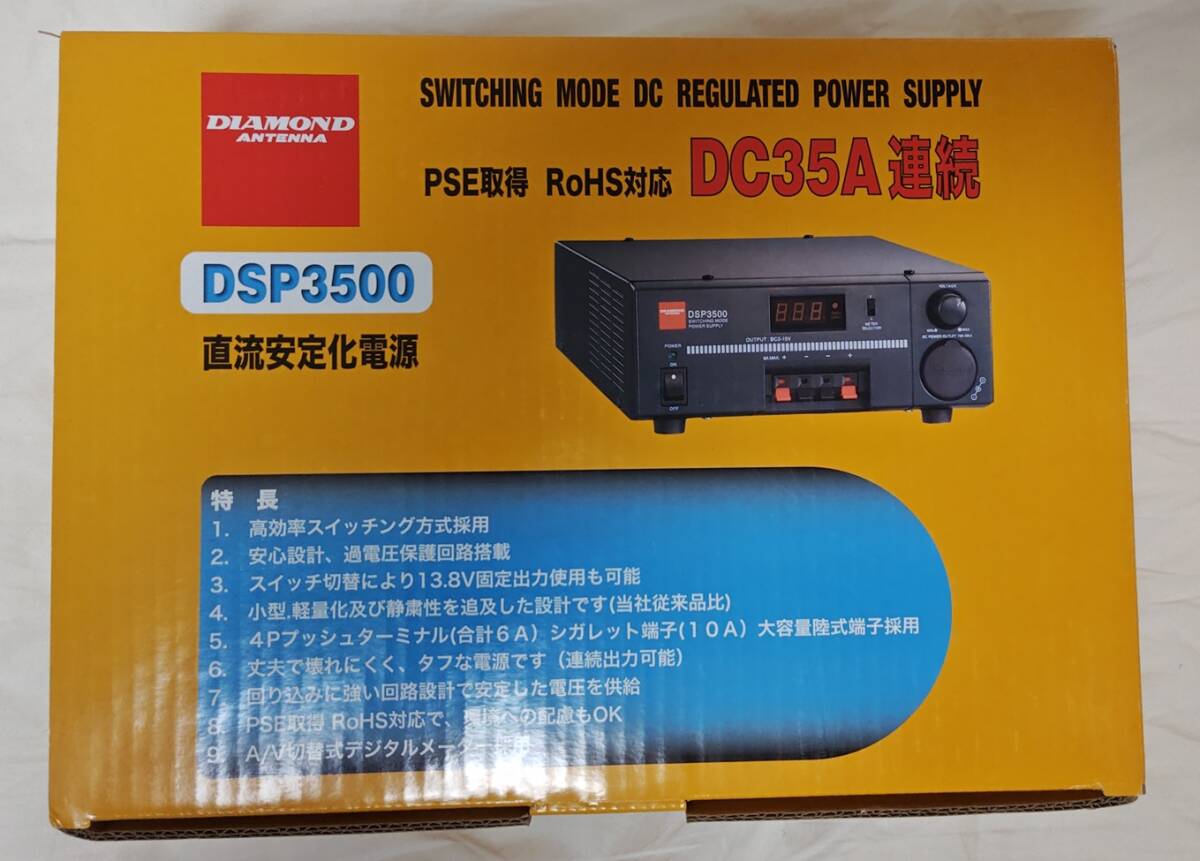 DIAMOND
ANTENNA
SWITCHING MODE DC REGULATED POWER SUPPLY
PSE取得 RoHS対応 DC35A連続
DSP3500
直流安定化電源
DIAMOND
ANTENNA
DSP3500
SWITCHING MODE
POWER SUPPLY
METER
SELECTION
VOLTAGE
POWER
ON
OFF
特 長
1. 高効率スイッチング方式採用
2. 安心設計、過電圧保護回路搭載
3. スイッチ切替により13.8V固定出力使用も可能
4. 小型.軽量化及び静粛性を追及した設計です(当社従来品比)
5. 4Pプッシュターミナル(合計6A）シガレット端子(10A）大容量陸式端子採用
6. 丈夫で壊れにくく、タフな電源です（連続出力可能）
7. 回り込みに強い回路設計で安定した電圧を供給
8. PSE取得 RoHS対応で、環境への配慮もOK
9. A/V切替式デジタルメーター採用